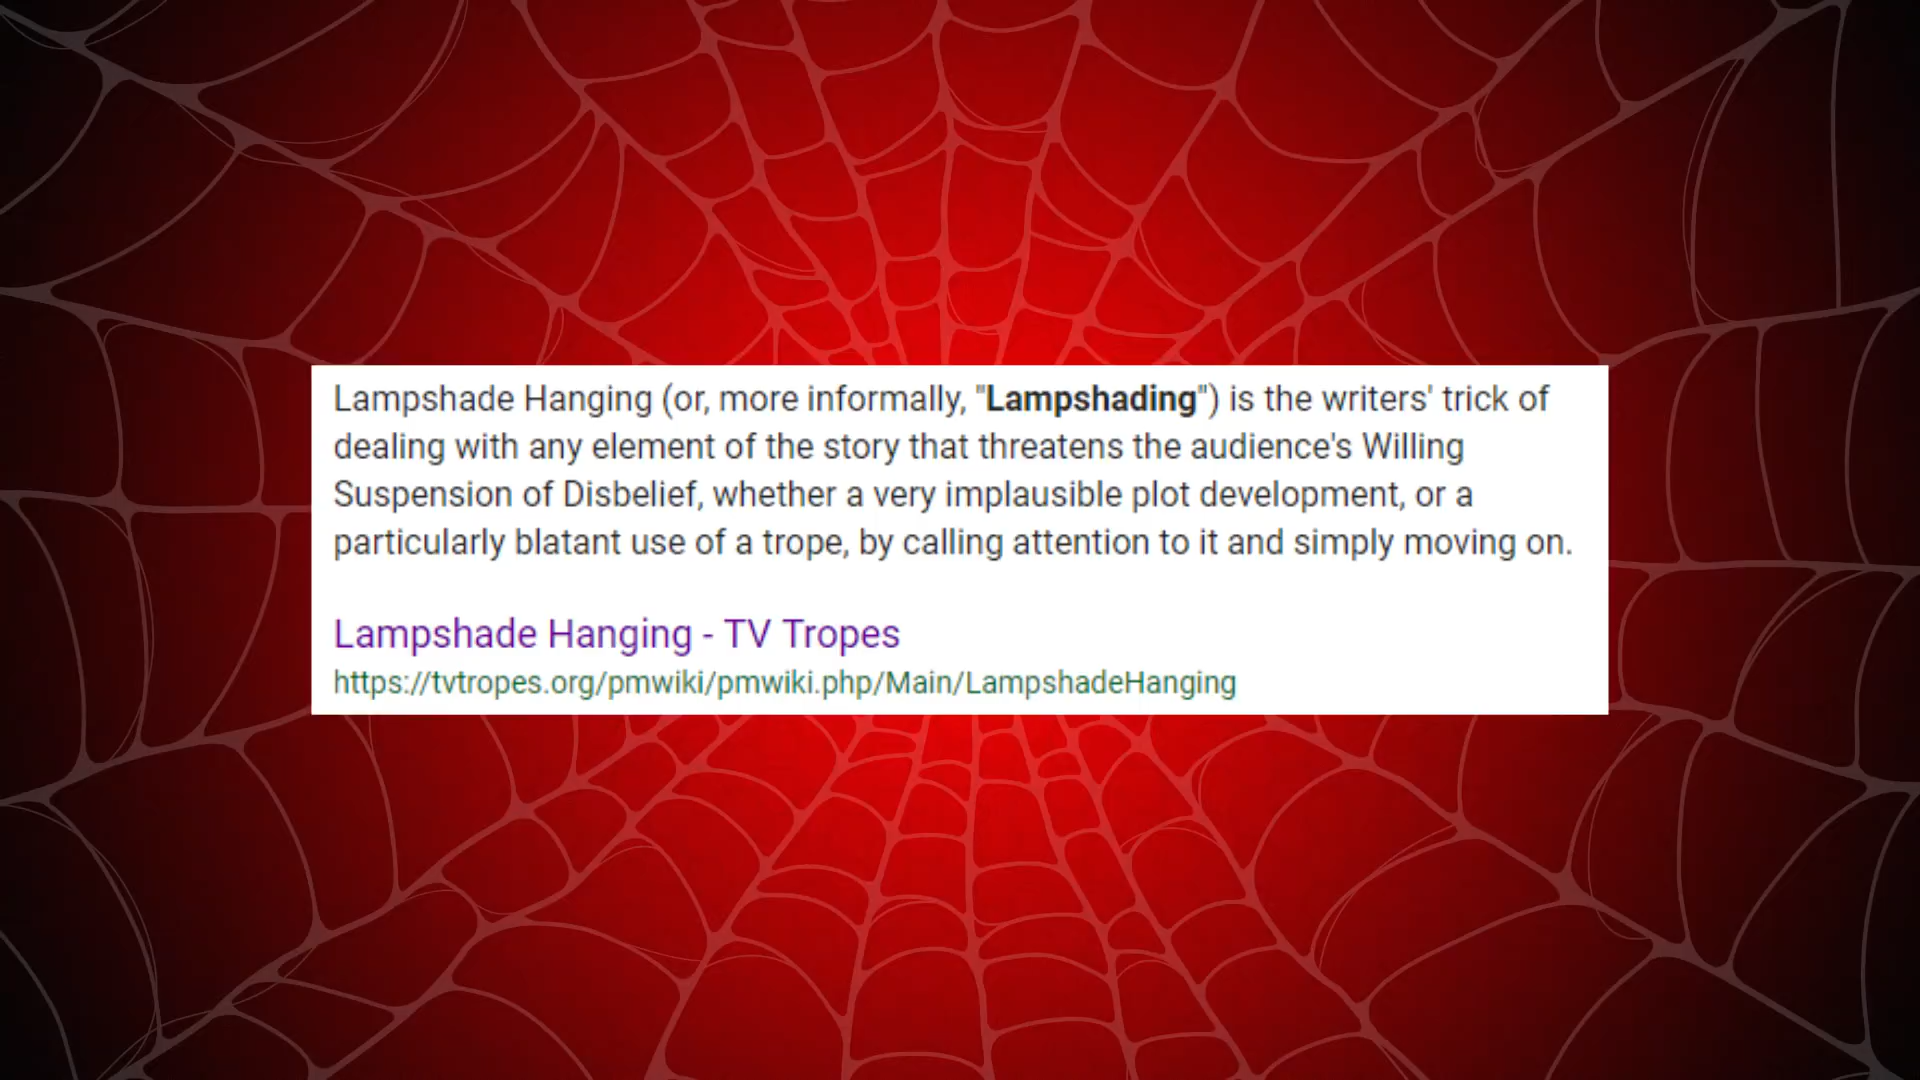 Lampshade Hanging (or, more informally, "Lampshading") is the writers' trick of
dealing with any element of the story that threatens the audience's Willing
Suspension of Disbelief, whether a very implausible plot development, or a
particularly blatant use of a trope, by calling attention to it and simply moving on.
Lampshade Hanging - TV Tropes
https://tvtropes.org/pmwiki/pmwiki.php/Main/LampshadeHanging